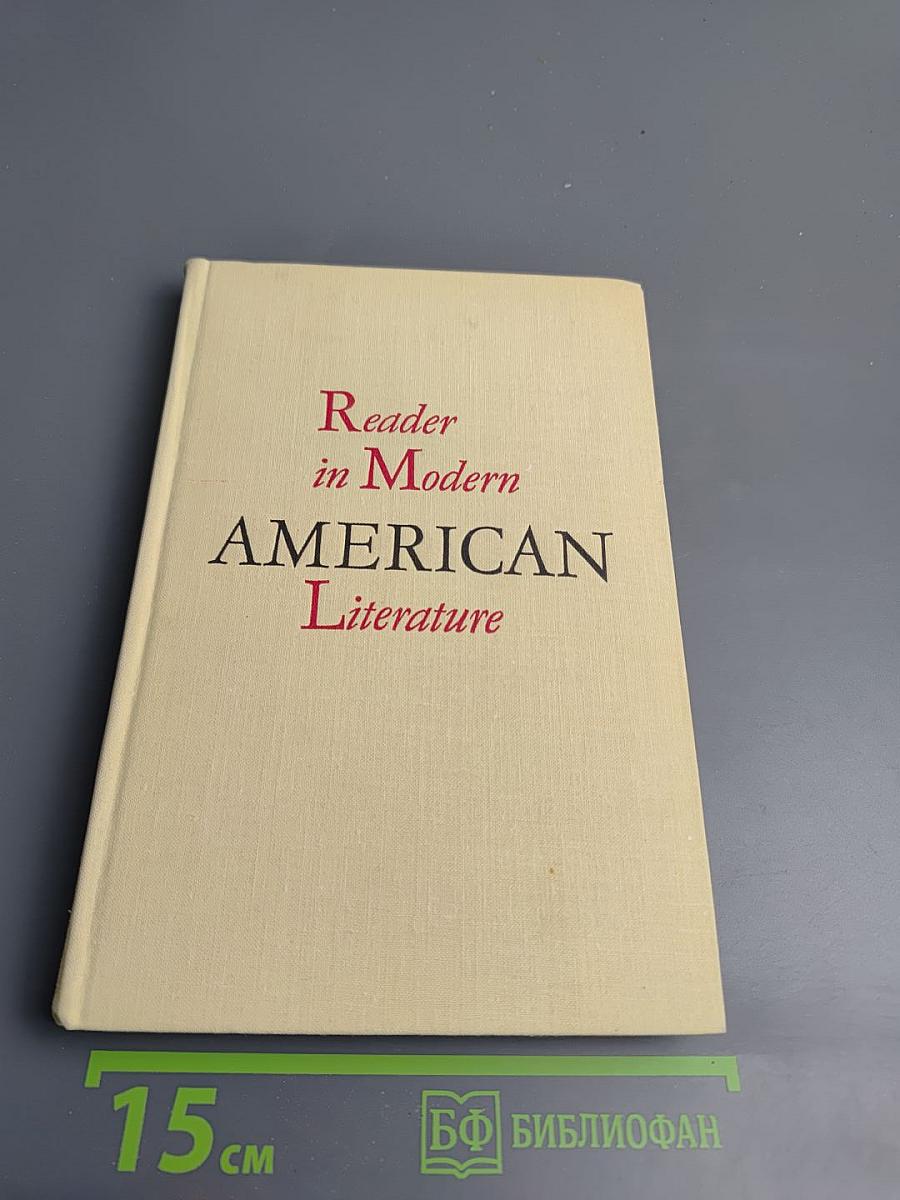 Reader
in Modern
AMERICAN
Literature
15 см
БФ БИБЛИОФАН